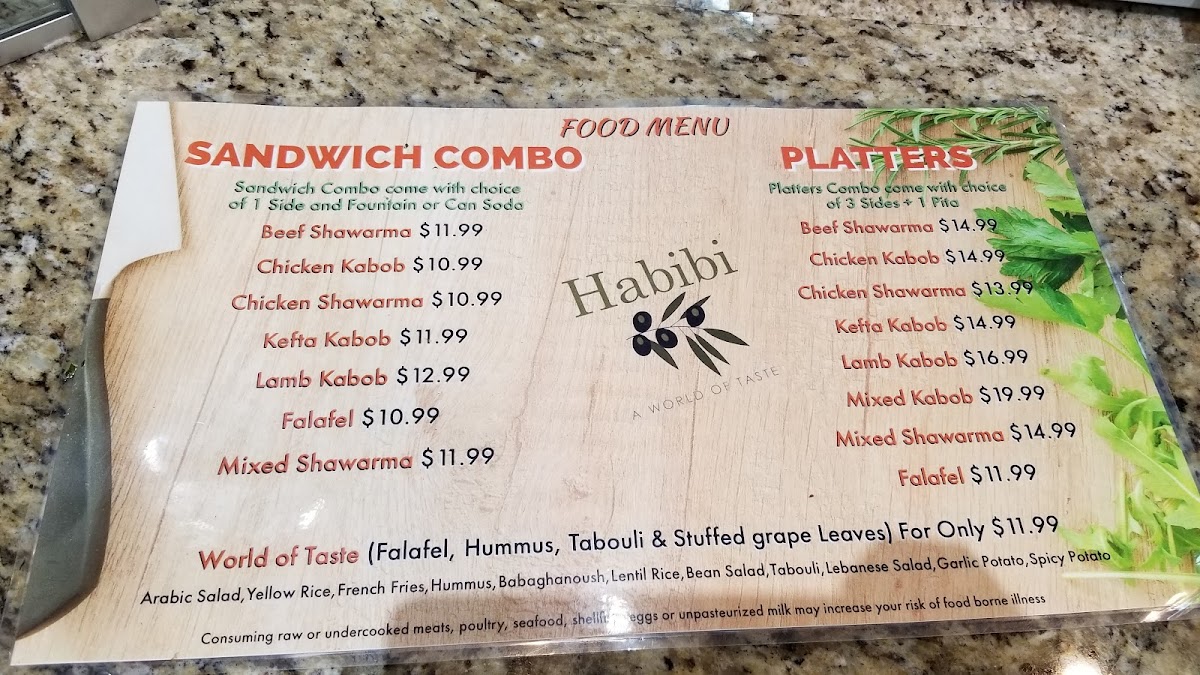 FOOD MENU
SANDWICH COMBO
Sandwich Combo come with choice
of 1 Side and Fountain or Can Soda
Beef Shawarma $11.99
Chicken Kabob $10.99
Chicken Shawarma $10.99
Kefta Kabob $11.99
Lamb Kabob $12.99
Falafel $10.99
Mixed Shawarma $11.99
Habibi
A WORLD OF TASTE
PLATTERS
Platters Combo come with choice
of 3 Sides + 1 Pita
Beef Shawarma $14.99
Chicken Kabob $14.99
Chicken Shawarma $13.99
Kefta Kabob $14.99
Lamb Kabob $16.99
Mixed Kabob $19.99
Mixed Shawarma $14.99
Falafel $11.99
World of Taste (Falafel, Hummus, Tabouli & Stuffed grape Leaves) For Only $11.99
Arabic Salad, Yellow Rice, French Fries, Hummus, Babaghanoush, Lentil Rice, Bean Salad, Tabouli, Lebanese Salad, Garlic Potato, Spicy Potato
Consuming raw or undercooked meats, poultry, seafood, eggs or unpasteurized milk may increase your risk of food borne illness